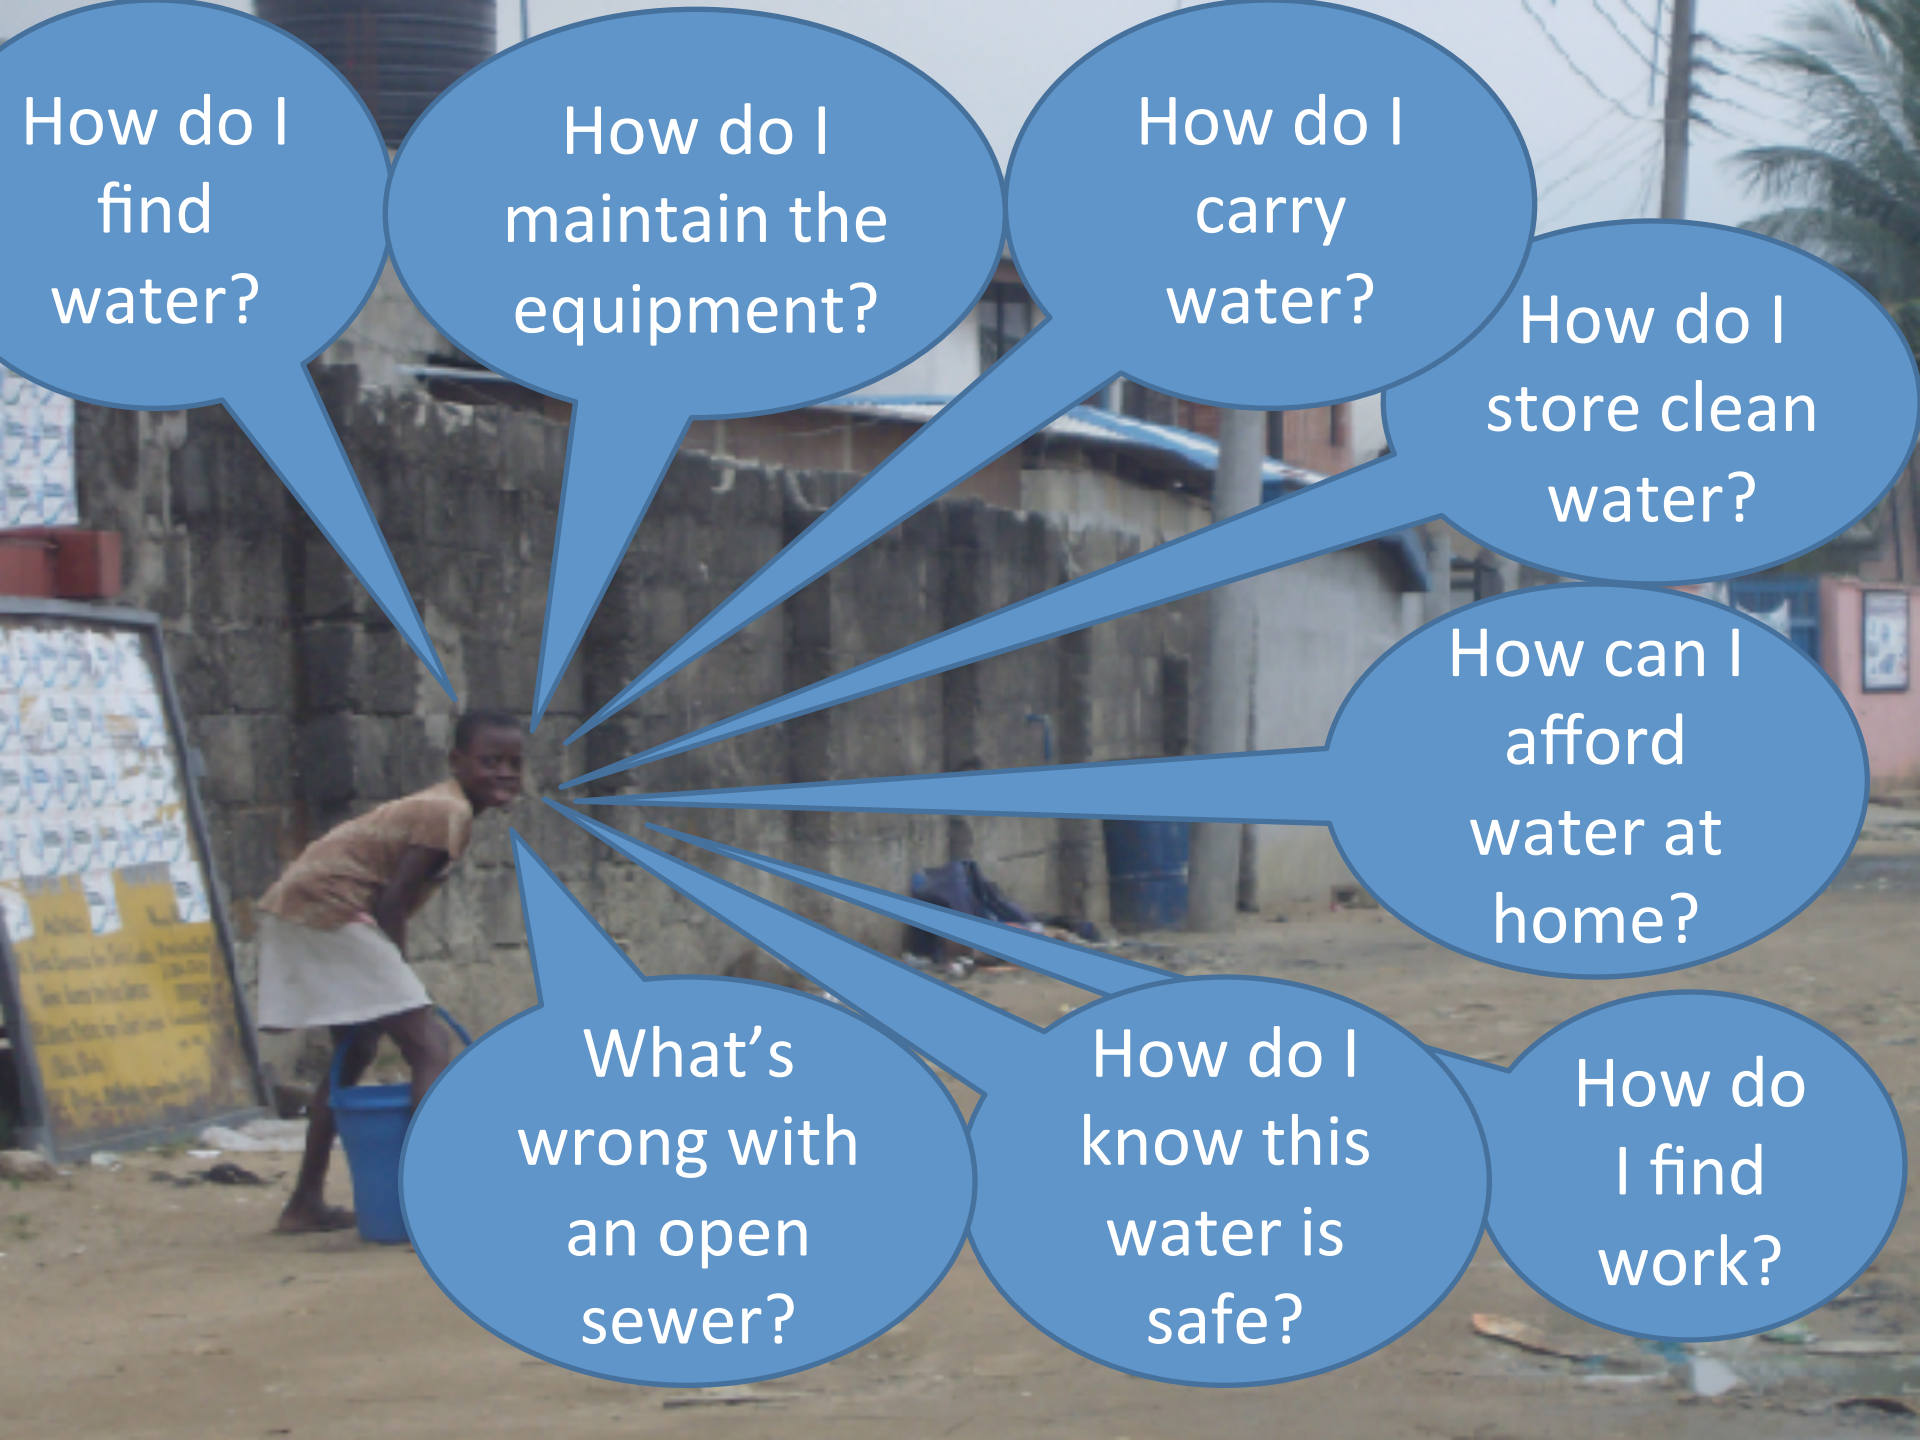 How do I
find
water?
How do I
maintain the
equipment?
How do I
carry
water?
How do I
store clean
water?
How can I
afford
water at
home?
What’s
wrong with
an open
sewer?
How do I
know this
water is
safe?
How do
I find
work?